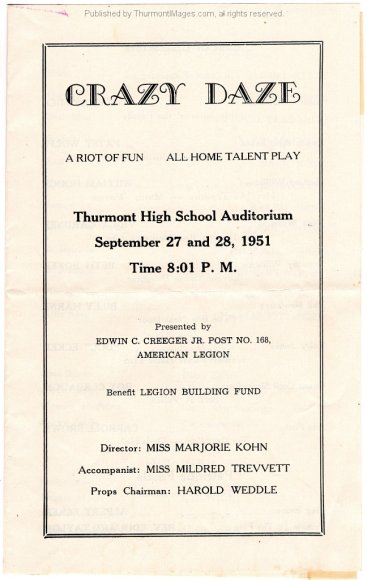 Published by ThurmontImages.com, all rights reserved.
CRAZY DAZE
A RIOT OF FUN ALL HOME TALENT PLAY
Thurmont High School Auditorium
September 27 and 28, 1951
Time 8:01 P. M.
Presented by
EDWIN C. CREEGER JR. POST NO. 168,
AMERICAN LEGION
Benefit LEGION BUILDING FUND
Director: MISS MARJORIE KOHN
Accompanist: MISS MILDRED TREVVETT
Props Chairman: HAROLD WEDDLE